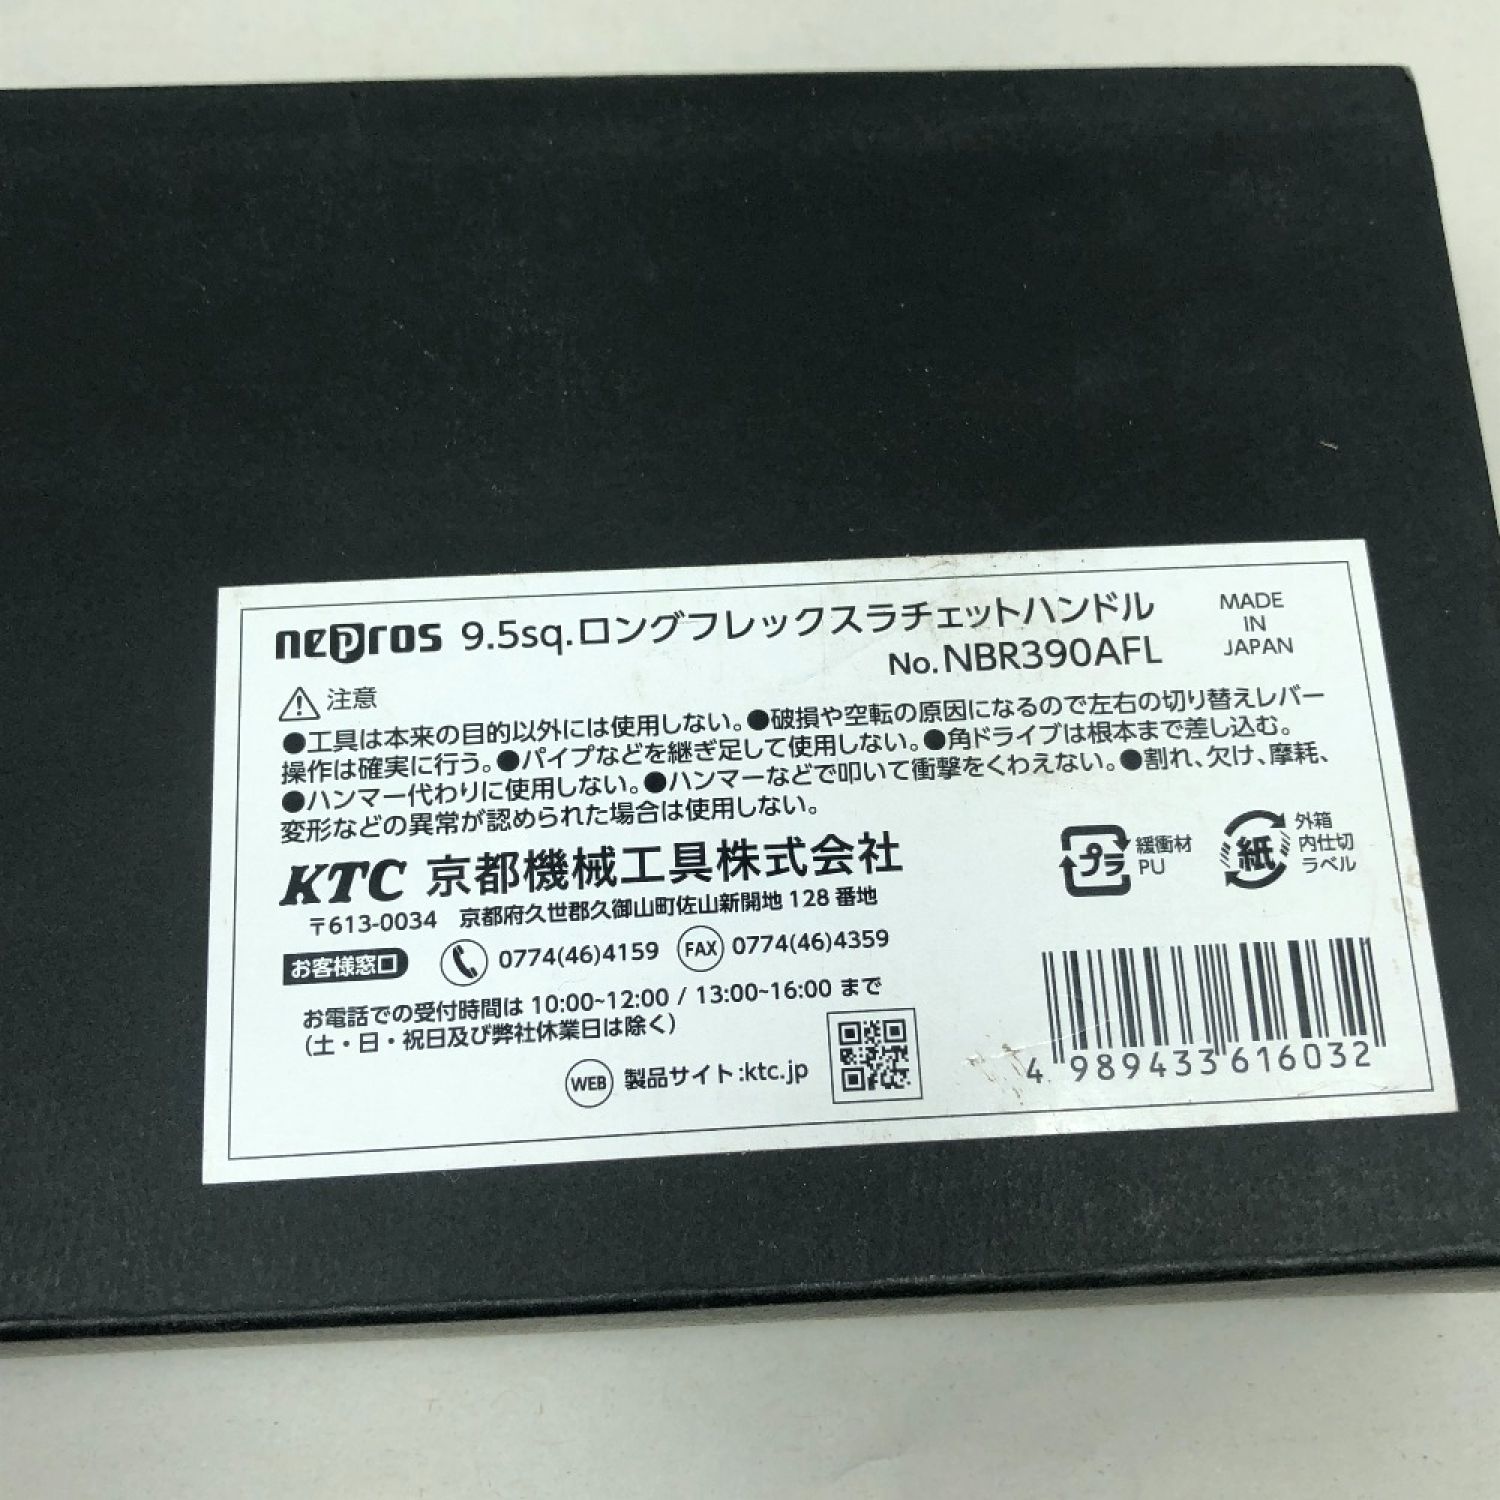 nepros 9.5sq.ロングフレックスラチェットハンドル
No.NBR390AFL
MADE
IN
JAPAN
注意
●工具は本来の目的以外には使用しない。●破損や空転の原因になるので左右の切り替えレバー
操作は確実に行う。●パイプなどを継ぎ足して使用しない。●角ドライブは根本まで差し込む。
●ハンマー代わりに使用しない。●ハンマーなどで叩いて衝撃をくわえない。●割れ、欠け、摩耗、
変形などの異常が認められた場合は使用しない。
KTC 京都機械工具株式会社
〒613-0034 京都府久世郡久御山町佐山新開地 128 番地
お客様窓口 0774(46)4159 FAX 0774(46)4359
お電話での受付時間は 10:00~12:00 / 13:00~16:00 まで
(土・日・祝日及び弊社休業日は除く)
WEB 製品サイト:ktc.jp
プラ
緩衝材
PU
紙
外箱
内仕切
ラベル
4 989433 616032